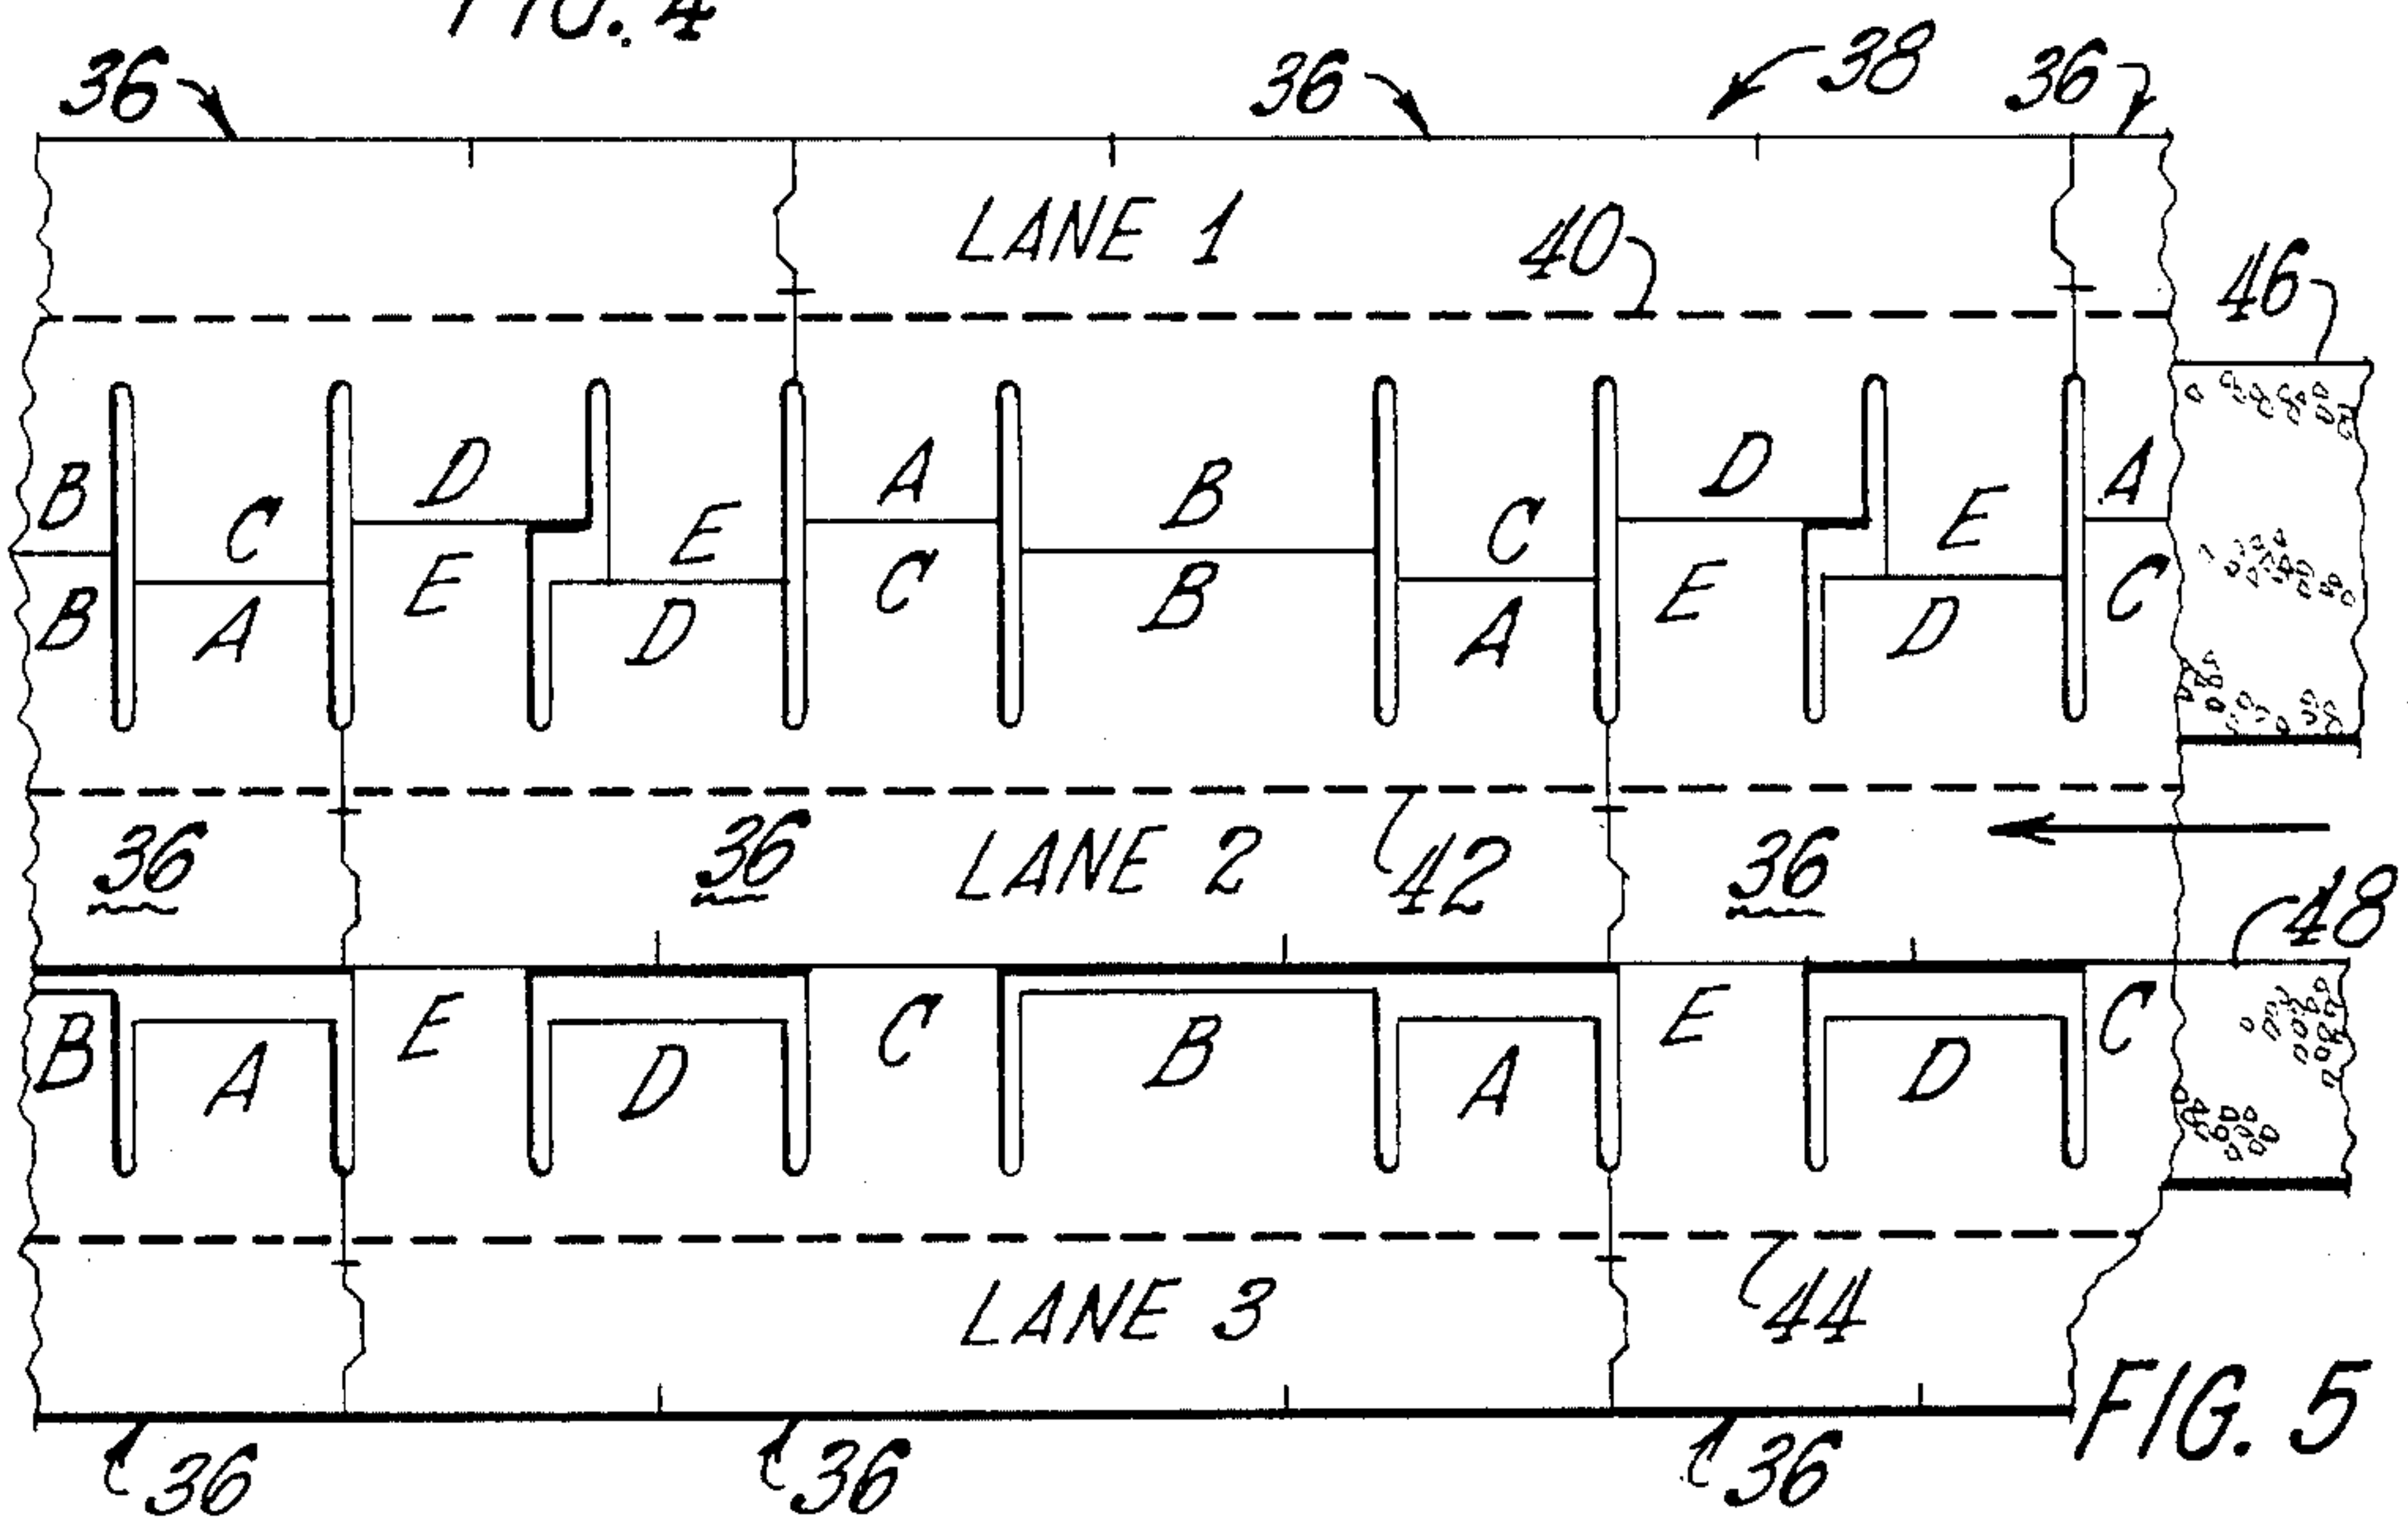 FIG. 4
36 36 38 36
LANE 1 40 46
B C D E A B C D E A
B A E D C B A E D C
36 36 LANE 2 42 36 48
B A E D C B A E D C
LANE 3 44
FIG. 5
36 36 36